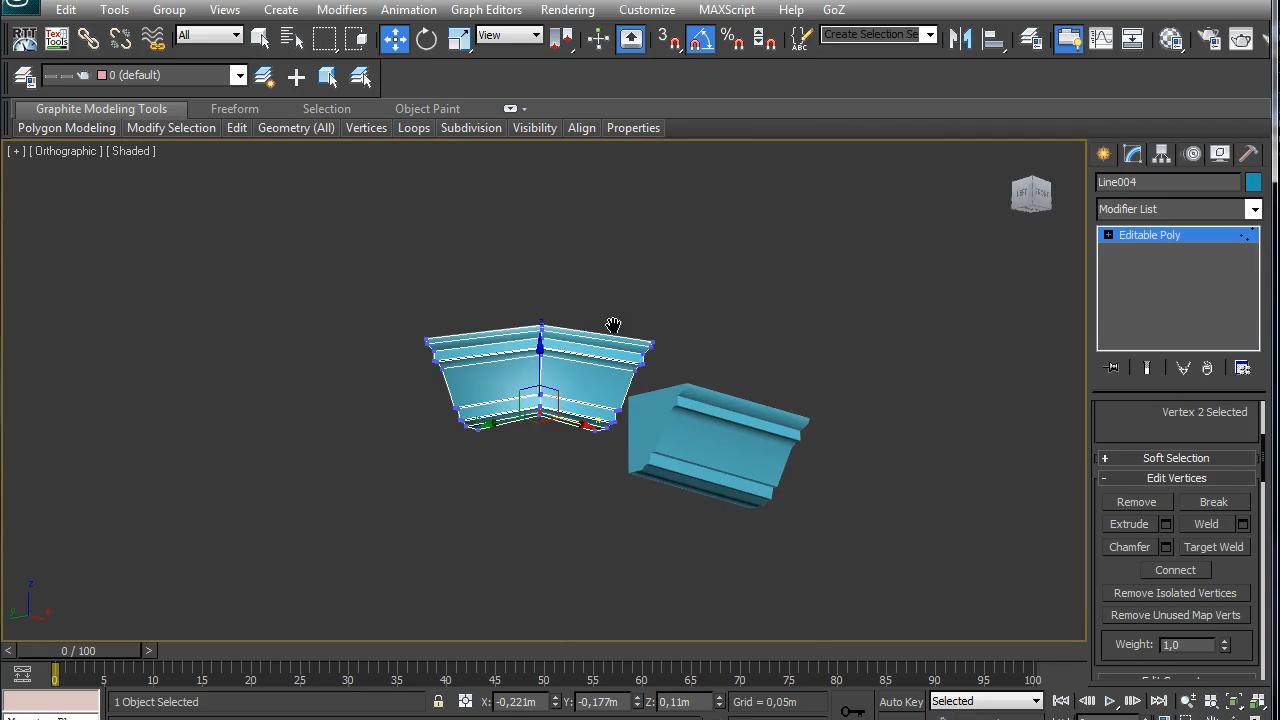 Edit Tools Group Views Create Modifiers Animation Graph Editors Rendering Customize MAXScript Help GoZ
All View 3 Create Selection Se
0 (default)
Graphite Modeling Tools Freeform Selection Object Paint
Polygon Modeling Modify Selection Edit Geometry (All) Vertices Loops Subdivision Visibility Align Properties
[ + ] [ Orthographic ] [ Shaded ]
LEFT FRONT
Line004
Modifier List
Editable Poly
Vertex 2 Selected
+ Soft Selection
- Edit Vertices
Remove Break
Extrude Weld
Chamfer Target Weld
Connect
Remove Isolated Vertices
Remove Unused Map Verts
Weight: 1,0
z
y x
< 0 / 100 >
0 5 10 15 20 25 30 35 40 45 50 55 60 65 70 75 80 85 90 95 100
1 Object Selected X: -0,221m Y: -0,177m Z: 0,11m Grid = 0,05m Auto Key Selected